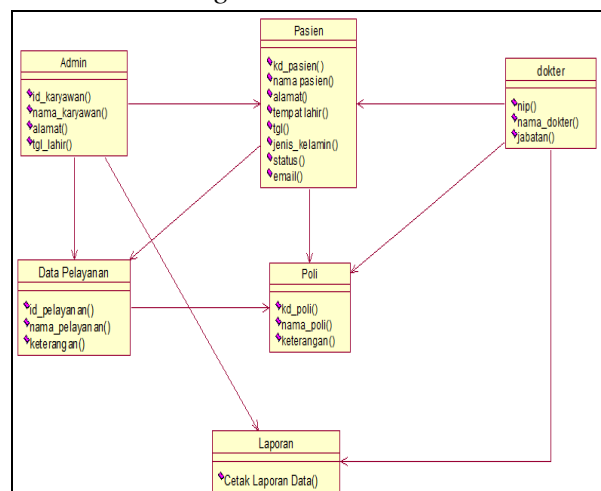 Pasien
kd_pasien()
nama pasien()
alamat()
tempat lahir()
tgl()
jenis_kelamin()
status()
email()
Admin
id_karyawan()
nama_karyawan()
alamat()
tgl_lahir()
dokter
nip()
nama_dokter()
jabatan()
Data Pelayanan
id_pelayanan()
nama_pelayanan()
keterangan()
Poli
kd_poli()
nama_poli()
keterangan()
Laporan
Cetak Laporan Data()